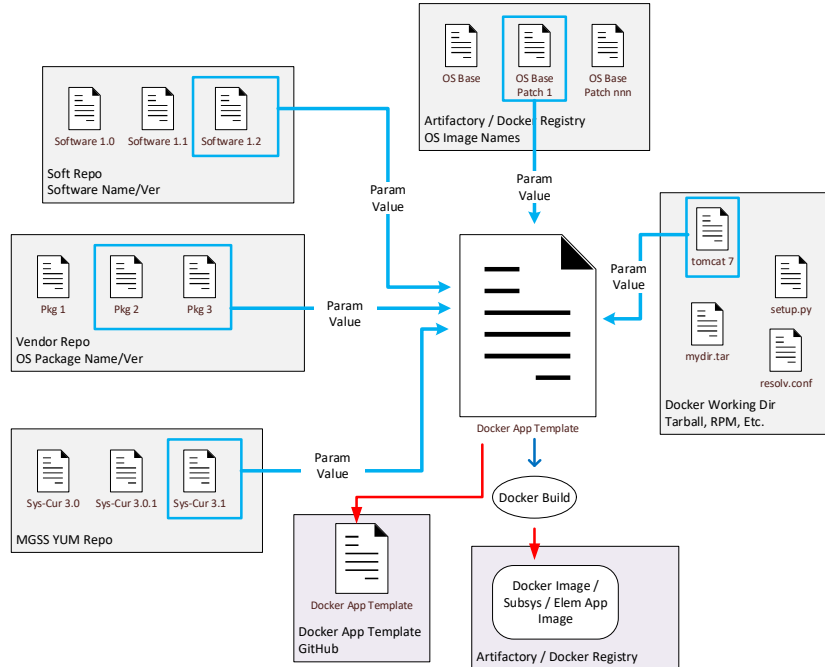 OS Base
OS Base
Patch 1
OS Base
Patch nnn
Artifactory / Docker Registry
OS Image Names
Software 1.0
Software 1.1
Software 1.2
Soft Repo
Software Name/Ver
Param
Value
Param
Value
tomcat 7
setup.py
mydir.tar
resolv.conf
Docker Working Dir
Tarball, RPM, Etc.
Param
Value
Pkg 1
Pkg 2
Pkg 3
Vendor Repo
OS Package Name/Ver
Param
Value
Docker App Template
Sys-Cur 3.0
Sys-Cur 3.0.1
Sys-Cur 3.1
MGSS YUM Repo
Param
Value
Docker Build
Docker App Template
Docker App Template
GitHub
Docker Image /
Subsys / Elem App
Image
Artifactory / Docker Registry